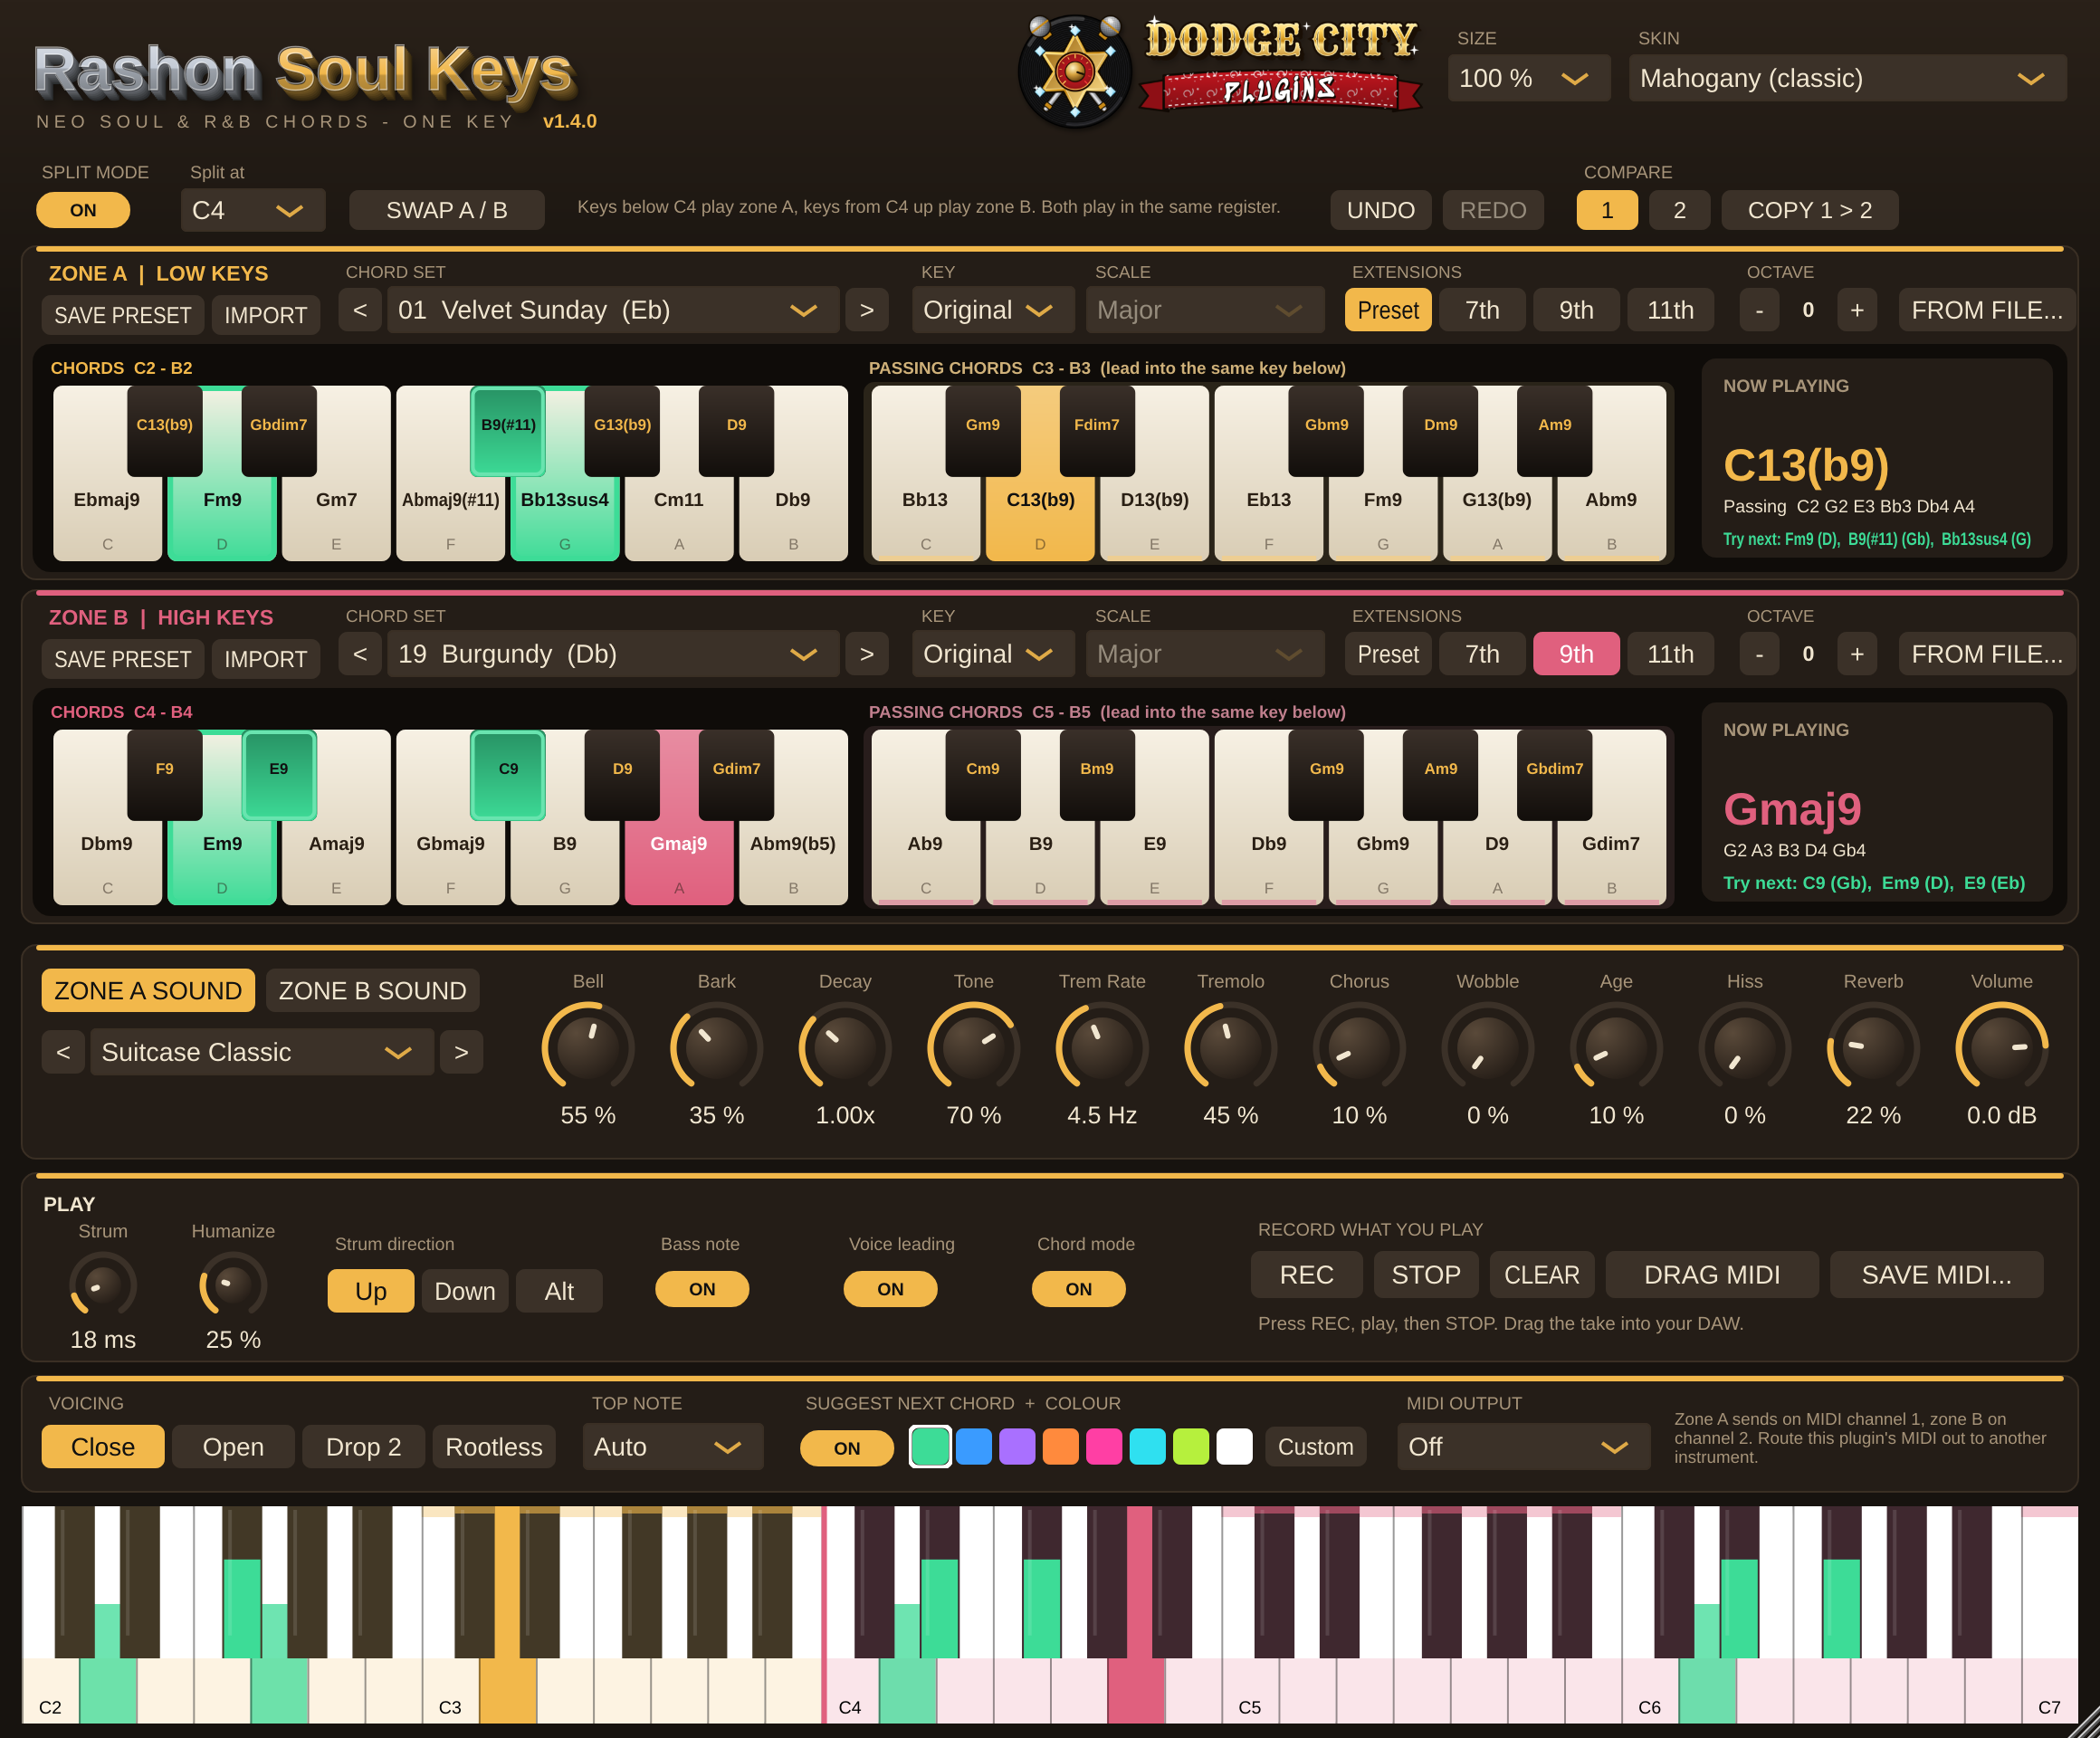 Rashon Soul Keys
NEO SOUL & R&B CHORDS - ONE KEY v1.4.0
DODGE CITY
PLUGINS
SIZE
100 %
SKIN
Mahogany (classic)
SPLIT MODE
ON
Split at
C4
SWAP A / B
Keys below C4 play zone A, keys from C4 up play zone B. Both play in the same register.
UNDO
REDO
COMPARE
1
2
COPY 1 > 2
ZONE A | LOW KEYS
SAVE PRESET
IMPORT
CHORD SET
<
01 Velvet Sunday (Eb)
>
KEY
Original
SCALE
Major
EXTENSIONS
Preset
7th
9th
11th
OCTAVE
-
0
+
FROM FILE...
CHORDS C2 - B2
C13(b9) Gbdim7 B9(#11) G13(b9) D9
Ebmaj9 Fm9 Gm7 Abmaj9(#11) Bb13sus4 Cm11 Db9
C D E F G A B
PASSING CHORDS C3 - B3 (lead into the same key below)
Gm9 Fdim7 Gbm9 Dm9 Am9
Bb13 C13(b9) D13(b9) Eb13 Fm9 G13(b9) Abm9
C D E F G A B
NOW PLAYING
C13(b9)
Passing C2 G2 E3 Bb3 Db4 A4
Try next: Fm9 (D), B9(#11) (Gb), Bb13sus4 (G)
ZONE B | HIGH KEYS
SAVE PRESET
IMPORT
CHORD SET
<
19 Burgundy (Db)
>
KEY
Original
SCALE
Major
EXTENSIONS
Preset
7th
9th
11th
OCTAVE
-
0
+
FROM FILE...
CHORDS C4 - B4
F9 E9 C9 D9 Gdim7
Dbm9 Em9 Amaj9 Gbmaj9 B9 Gmaj9 Abm9(b5)
C D E F G A B
PASSING CHORDS C5 - B5 (lead into the same key below)
Cm9 Bm9 Gm9 Am9 Gbdim7
Ab9 B9 E9 Db9 Gbm9 D9 Gdim7
C D E F G A B
NOW PLAYING
Gmaj9
G2 A3 B3 D4 Gb4
Try next: C9 (Gb), Em9 (D), E9 (Eb)
ZONE A SOUND
ZONE B SOUND
<
Suitcase Classic
>
Bell Bark Decay Tone Trem Rate Tremolo Chorus Wobble Age Hiss Reverb Volume
55 % 35 % 1.00x 70 % 4.5 Hz 45 % 10 % 0 % 10 % 0 % 22 % 0.0 dB
PLAY
Strum
18 ms
Humanize
25 %
Strum direction
Up
Down
Alt
Bass note
ON
Voice leading
ON
Chord mode
ON
RECORD WHAT YOU PLAY
REC
STOP
CLEAR
DRAG MIDI
SAVE MIDI...
Press REC, play, then STOP. Drag the take into your DAW.
VOICING
Close
Open
Drop 2
Rootless
TOP NOTE
Auto
SUGGEST NEXT CHORD + COLOUR
ON
Custom
MIDI OUTPUT
Off
Zone A sends on MIDI channel 1, zone B on
channel 2. Route this plugin's MIDI out to another
instrument.
C2 C3 C4 C5 C6 C7